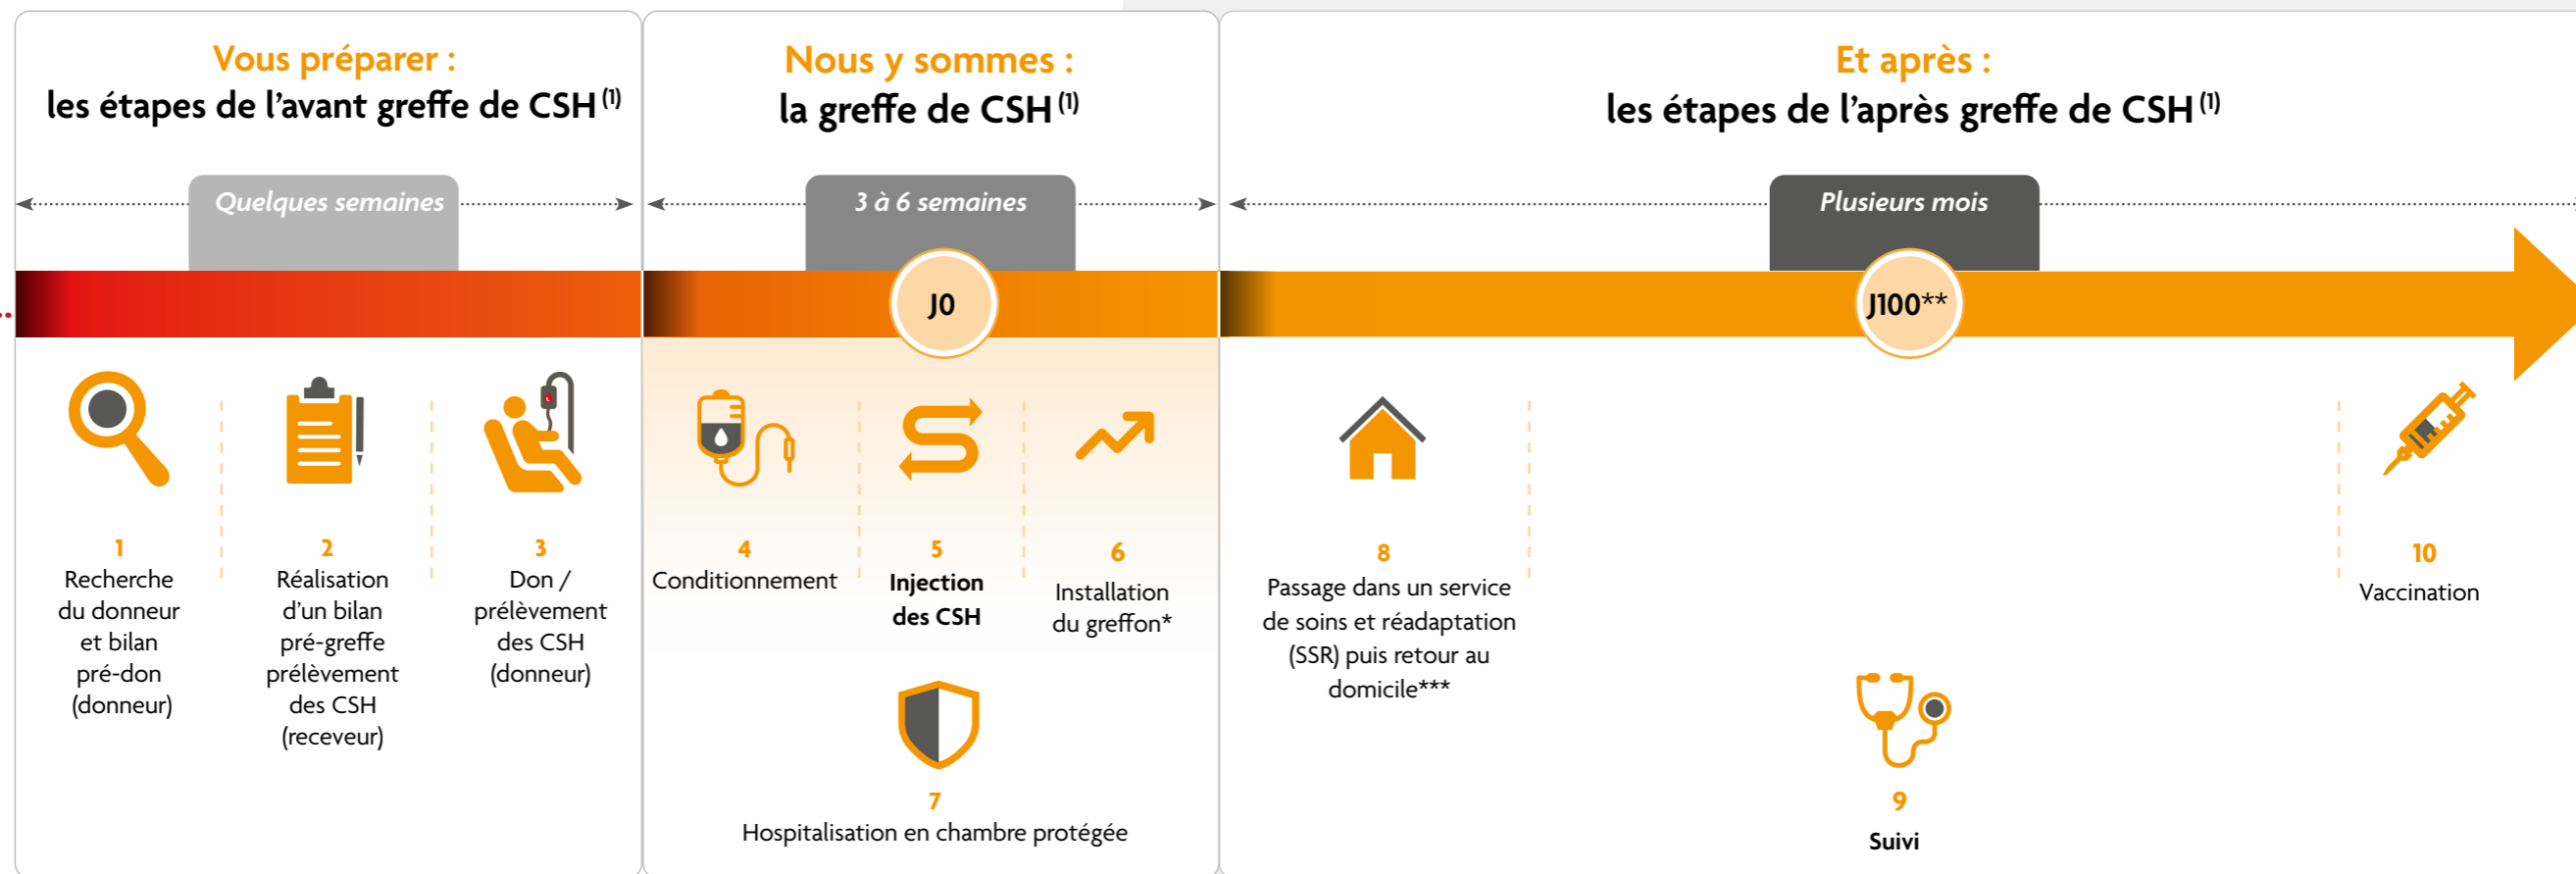 Vous préparer :
les étapes de l'avant greffe de CSH (1)
Quelques semaines
1
Recherche
du donneur
et bilan
pré-don
(donneur)
2
Réalisation
d'un bilan
pré-greffe
prélèvement
des CSH
(receveur)
3
Don /
prélèvement
des CSH
(donneur)
Nous y sommes :
la greffe de CSH (1)
3 à 6 semaines
J0
4
Conditionnement
5
Injection
des CSH
6
Installation
du greffon*
7
Hospitalisation en chambre protégée
Et après :
les étapes de l'après greffe de CSH (1)
Plusieurs mois
J100**
8
Passage dans un service
de soins et réadaptation
(SSR) puis retour au
domicile***
9
Suivi
10
Vaccination